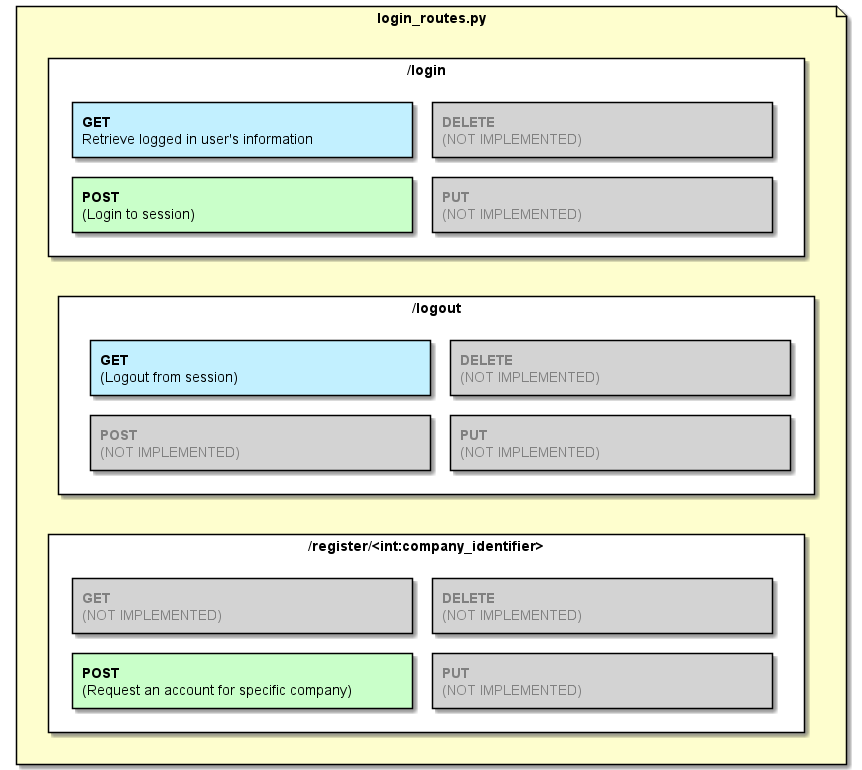 login_routes.py
/login
GET
Retrieve logged in user's information
DELETE
(NOT IMPLEMENTED)
POST
(Login to session)
PUT
(NOT IMPLEMENTED)
/logout
GET
(Logout from session)
DELETE
(NOT IMPLEMENTED)
POST
(NOT IMPLEMENTED)
PUT
(NOT IMPLEMENTED)
/register/<int:company_identifier>
GET
(NOT IMPLEMENTED)
DELETE
(NOT IMPLEMENTED)
POST
(Request an account for specific company)
PUT
(NOT IMPLEMENTED)